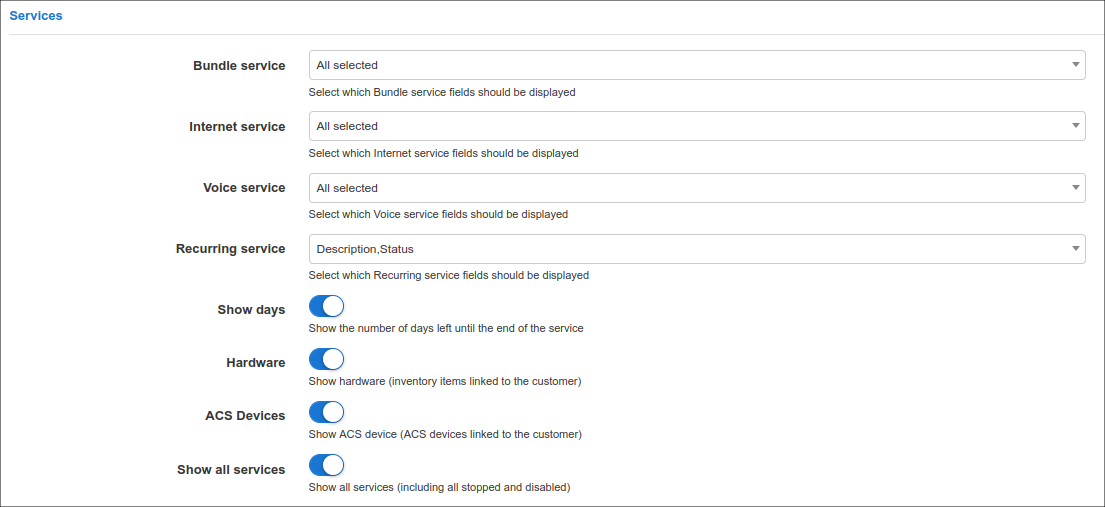 Services
Bundle service
All selected
Select which Bundle service fields should be displayed
Internet service
All selected
Select which Internet service fields should be displayed
Voice service
All selected
Select which Voice service fields should be displayed
Recurring service
Description,Status
Select which Recurring service fields should be displayed
Show days
Show the number of days left until the end of the service
Hardware
Show hardware (inventory items linked to the customer)
ACS Devices
Show ACS device (ACS devices linked to the customer)
Show all services
Show all services (including all stopped and disabled)